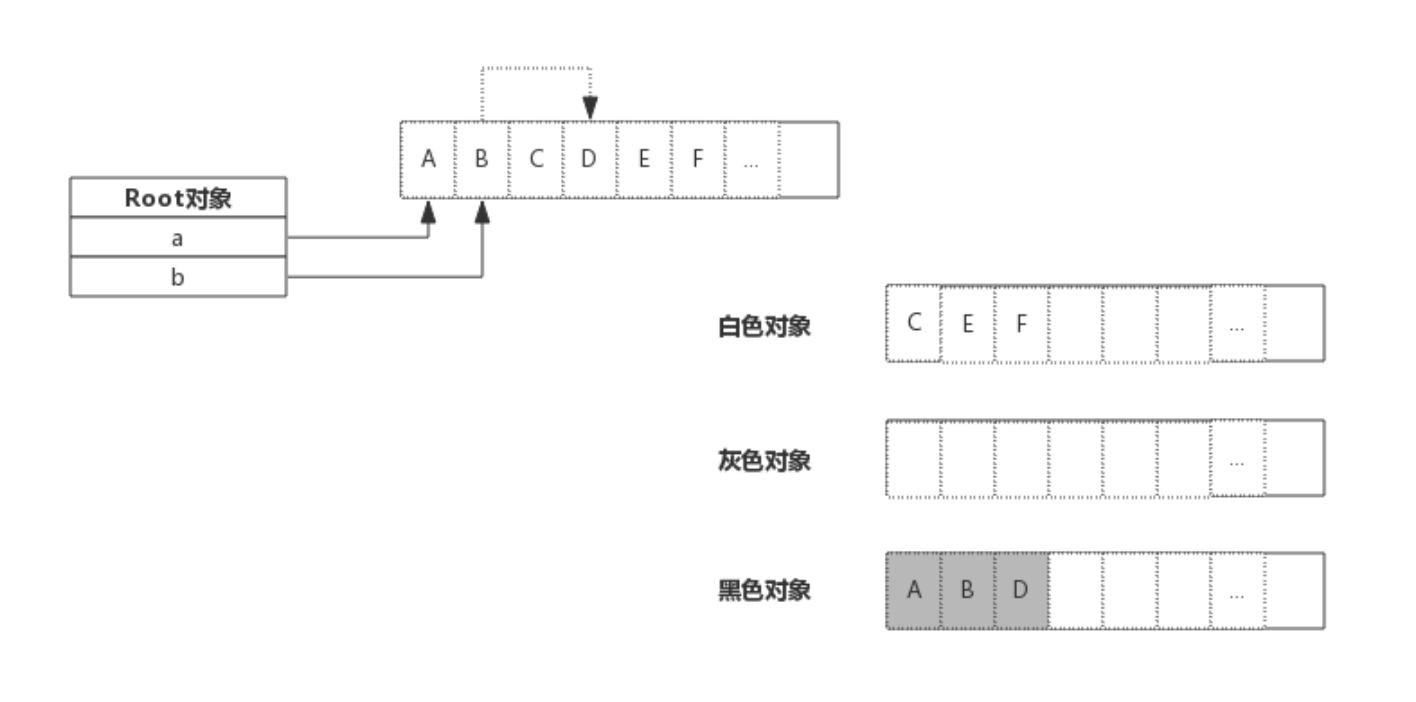 A B C D E F ...
Root对象
a
b
白色对象 C E F ...
灰色对象 ...
黑色对象 A B D ...